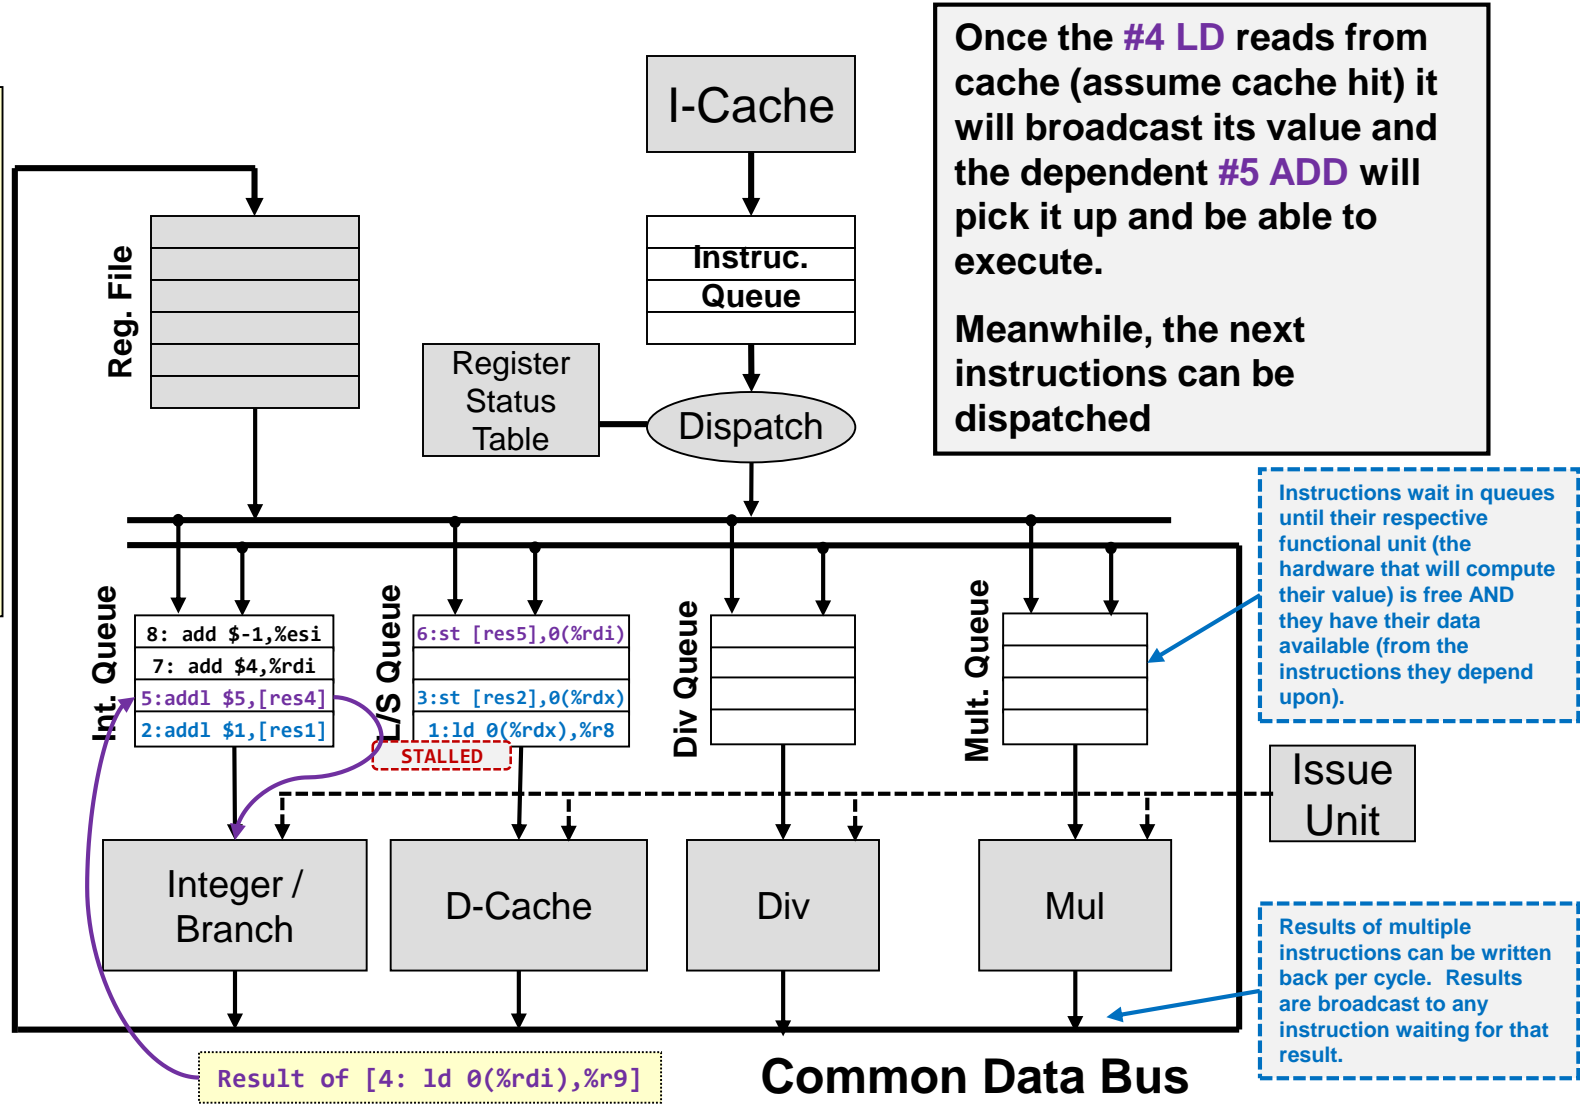 Once the #4 LD reads from
cache (assume cache hit) it
will broadcast its value and
the dependent #5 ADD will
pick it up and be able to
execute.
Meanwhile, the next
instructions can be
dispatched
I-Cache
Reg. File
Instruc.
Queue
Register
Status
Table
Dispatch
Instructions wait in queues
until their respective
functional unit (the
hardware that will compute
their value) is free AND
they have their data
available (from the
instructions they depend
upon).
Int. Queue
8: add $-1,%esi
7: add $4,%rdi
5:addl $5,[res4]
2:addl $1,[res1]
L/S Queue
6:st [res5],0(%rdi)
3:st [res2],0(%rdx)
1:ld 0(%rdx),%r8
STALLED
Div Queue
Mult. Queue
Issue
Unit
Integer /
Branch
D-Cache
Div
Mul
Results of multiple
instructions can be written
back per cycle. Results
are broadcast to any
instruction waiting for that
result.
Result of [4: ld 0(%rdi),%r9]
Common Data Bus